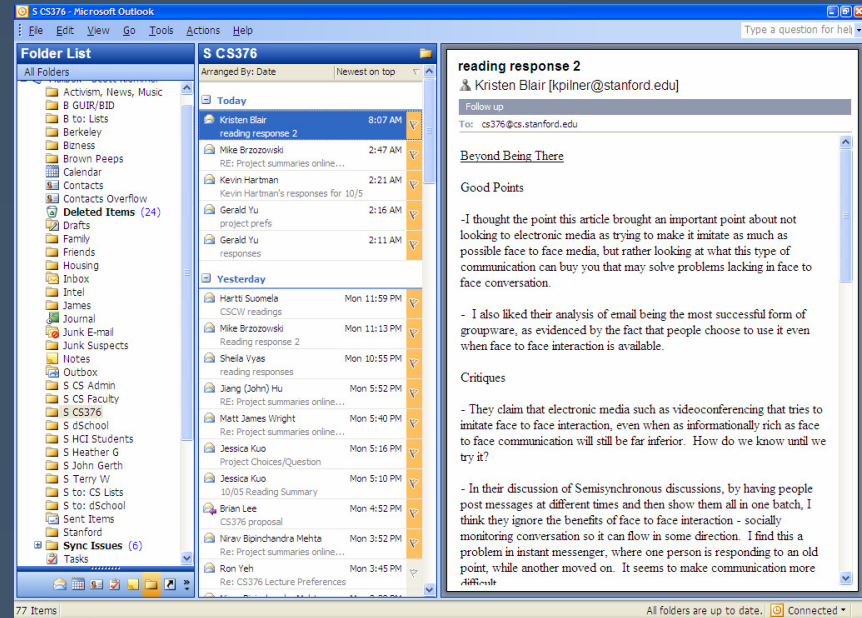 S CS376 - Microsoft Outlook
File Edit View Go Tools Actions Help
Type a question for help
Folder List
All Folders
Activism, News, Music
B GUIR/BID
B to: Lists
Berkeley
Bizness
Brown Peeps
Calendar
Contacts
Contacts Overflow
Deleted Items (24)
Drafts
Family
Friends
Housing
Inbox
Intel
James
Journal
Junk E-mail
Junk Suspects
Notes
Outbox
S CS Admin
S CS Faculty
S CS376
S dSchool
S HCI Students
S Heather G
S John Gerth
S Terry W
S to: CS Lists
S to: dSchool
Sent Items
Stanford
Sync Issues (6)
Tasks
S CS376
Arranged By: Date Newest on top
Today
Kristen Blair 8:07 AM
reading response 2
Mike Brzozowski 2:47 AM
RE: Project summaries online...
Kevin Hartman 2:21 AM
Kevin Hartman's responses for 10/5
Gerald Yu 2:16 AM
project prefs
Gerald Yu 2:11 AM
responses
Yesterday
Hartti Suomela Mon 11:59 PM
CSCW readings
Mike Brzozowski Mon 11:13 PM
Reading response 2
Sheila Vyas Mon 10:55 PM
reading responses
Jiang (John) Hu Mon 5:52 PM
RE: Project summaries online...
Matt James Wright Mon 5:40 PM
Re: Project summaries online...
Jessica Kuo Mon 5:16 PM
Project Choices/Question
Jessica Kuo Mon 5:10 PM
10/05 Reading Summary
Brian Lee Mon 4:52 PM
CS376 proposal
Nirav Bipinchandra Mehta Mon 3:52 PM
Re: Project summaries online...
Ron Yeh Mon 3:45 PM
Re: CS376 Lecture Preferences
reading response 2
Kristen Blair [kpilner@stanford.edu]
Follow up
To: cs376@cs.stanford.edu
Beyond Being There
Good Points
-I thought the point this article brought an important point about not
looking to electronic media as trying to make it imitate as much as
possible face to face media, but rather looking at what this type of
communication can buy you that may solve problems lacking in face to
face conversation.
- I also liked their analysis of email being the most successful form of
groupware, as evidenced by the fact that people choose to use it even
when face to face interaction is available.
Critiques
- They claim that electronic media such as videoconferencing that tries to
imitate face to face interaction, even when as informationally rich as face
to face communication will still be far inferior. How do we know until we
try it?
- In their discussion of Semisynchronous discussions, by having people
post messages at different times and then show them all in one batch, I
think they ignore the benefits of face to face interaction - socially
monitoring conversation so it can flow in some direction. I find this a
problem in instant messenger, where one person is responding to an old
point, while another moved on. It seems to make communication more
difficult
77 Items
All folders are up to date. Connected